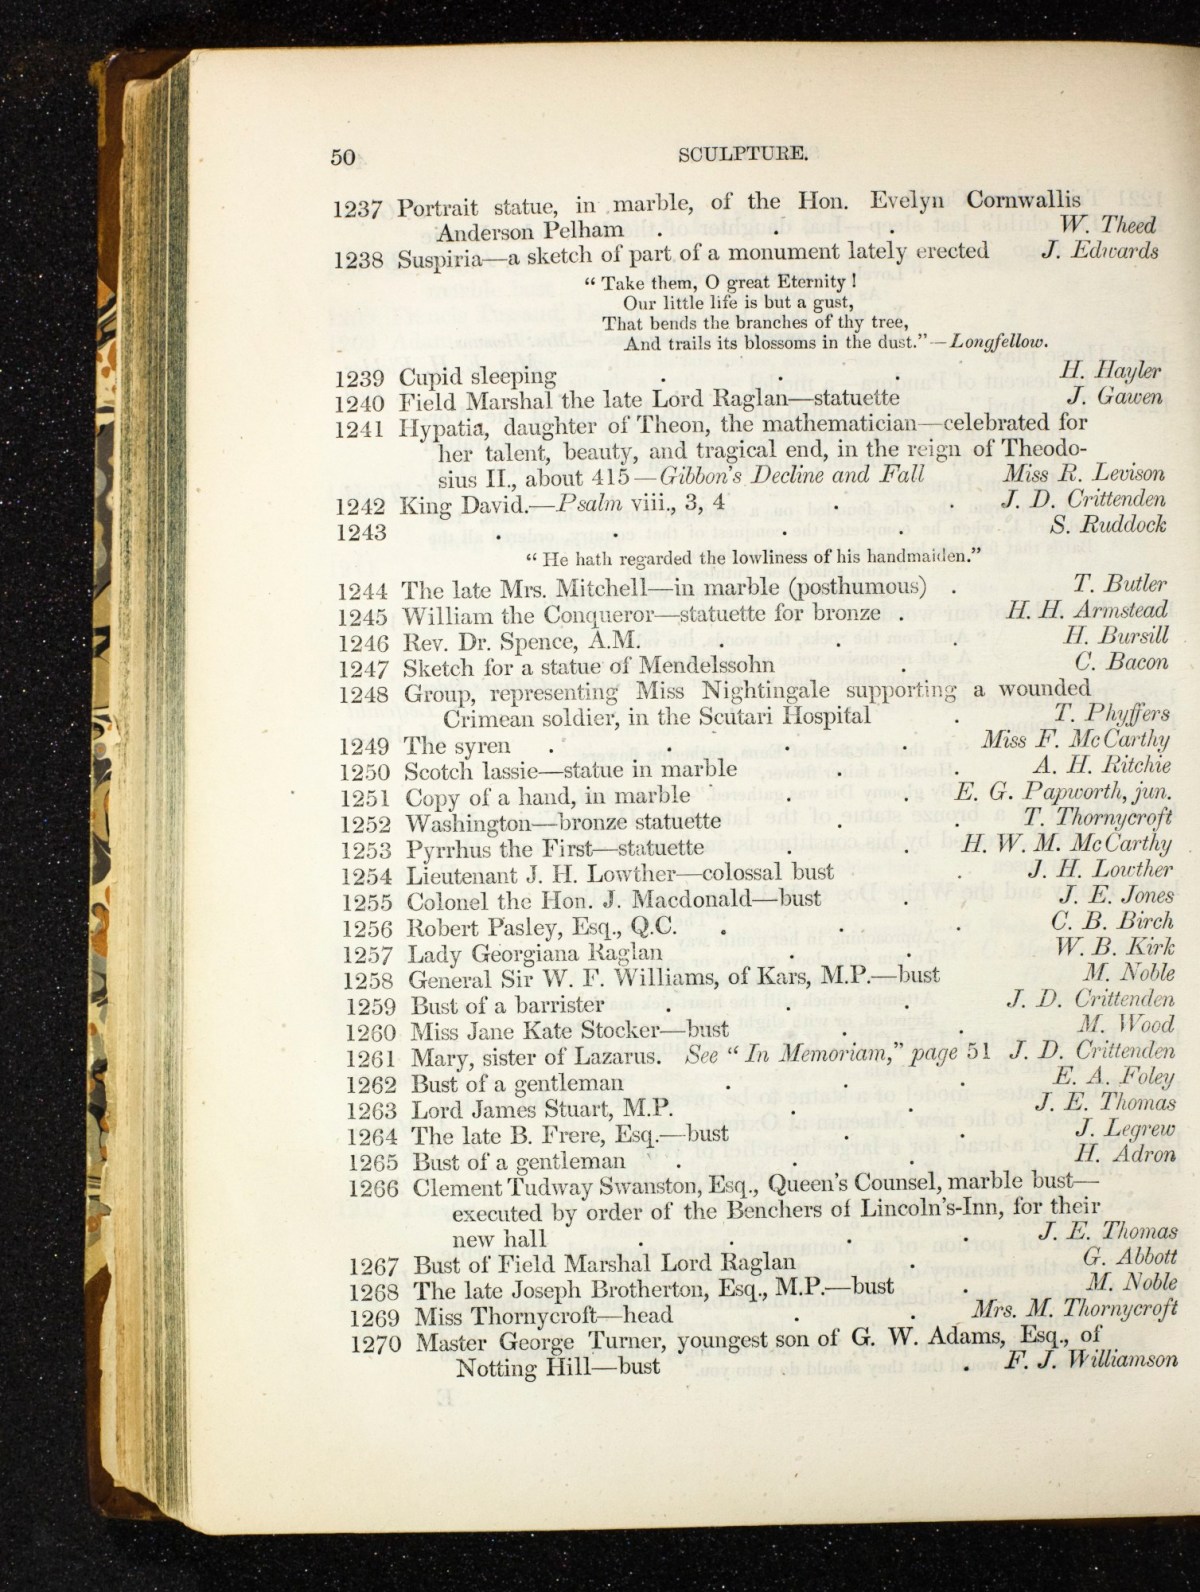 50 SCULPTURE.
1237 Portrait statue, in marble, of the Hon. Evelyn Cornwallis
Anderson Pelham . . . W. Theed
1238 Suspiria—a sketch of part of a monument lately erected J. Edwards
“ Take them, O great Eternity !
Our little life is but a gust,
That bends the branches of thy tree,
And trails its blossoms in the dust.”—Longfellow.
1239 Cupid sleeping . . . H. Hayler
1240 Field Marshal the late Lord Raglan—statuette J. Gawen
1241 Hypatia, daughter of Theon, the mathematician—celebrated for
her talent, beauty, and tragical end, in the reign of Theodo-
sius II., about 415—Gibbon's Decline and Fall Miss R. Levison
1242 King David.—Psalm viii., 3, 4 . . J. D. Crittenden
1243 . . . . S. Ruddock
“ He hath regarded the lowliness of his handmaiden.”
1244 The late Mrs. Mitchell—in marble (posthumous) . T. Butler
1245 William the Conqueror—statuette for bronze . H. H. Armstead
1246 Rev. Dr. Spence, A.M. . . . H. Bursill
1247 Sketch for a statue of Mendelssohn . C. Bacon
1248 Group, representing Miss Nightingale supporting a wounded
Crimean soldier, in the Scutari Hospital . T. Phyffers
1249 The syren . . . . Miss F. McCarthy
1250 Scotch lassie—statue in marble . . A. H. Ritchie
1251 Copy of a hand, in marble . . E. G. Papworth, jun.
1252 Washington—bronze statuette . . T. Thornycroft
1253 Pyrrhus the First—statuette . . H. W. M. McCarthy
1254 Lieutenant J. H. Lowther—colossal bust . J. H. Lowther
1255 Colonel the Hon. J. Macdonald—bust . J. E. Jones
1256 Robert Pasley, Esq., Q.C. . . . C. B. Birch
1257 Lady Georgiana Raglan . . W. B. Kirk
1258 General Sir W. F. Williams, of Kars, M.P.—bust M. Noble
1259 Bust of a barrister . . . J. D. Crittenden
1260 Miss Jane Kate Stocker—bust . . M. Wood
1261 Mary, sister of Lazarus. See “ In Memoriam,” page 51 J. D. Crittenden
1262 Bust of a gentleman . . . E. A. Foley
1263 Lord James Stuart, M.P. . . J. E. Thomas
1264 The late B. Frere, Esq.—bust . . J. Legrew
1265 Bust of a gentleman . . . H. Adron
1266 Clement Tudway Swanston, Esq., Queen's Counsel, marble bust—
executed by order of the Benchers of Lincoln's-Inn, for their
new hall . . . . J. E. Thomas
1267 Bust of Field Marshal Lord Raglan . G. Abbott
1268 The late Joseph Brotherton, Esq., M.P.—bust . M. Noble
1269 Miss Thornycroft—head . . Mrs. M. Thornycroft
1270 Master George Turner, youngest son of G. W. Adams, Esq., of
Notting Hill—bust . F. J. Williamson